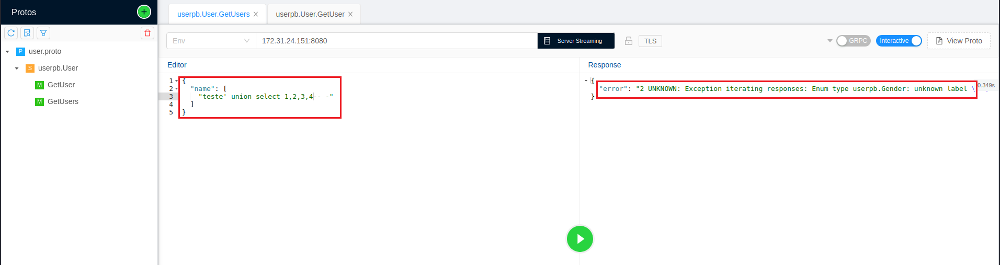 Protos
userpb.User.GetUsers
userpb.User.GetUser
Env
172.31.24.151:8080
Server Streaming
TLS
GRPC
Interactive
View Proto
P user.proto
S userpb.User
M GetUser
M GetUsers
Editor
1 {
2 "name": [
3 "teste' union select 1,2,3,4-- -"
4 ]
5 }
Response
{
"error": "2 UNKNOWN: Exception iterating responses: Enum type userpb.Gender: unknown label \
}
0.349s